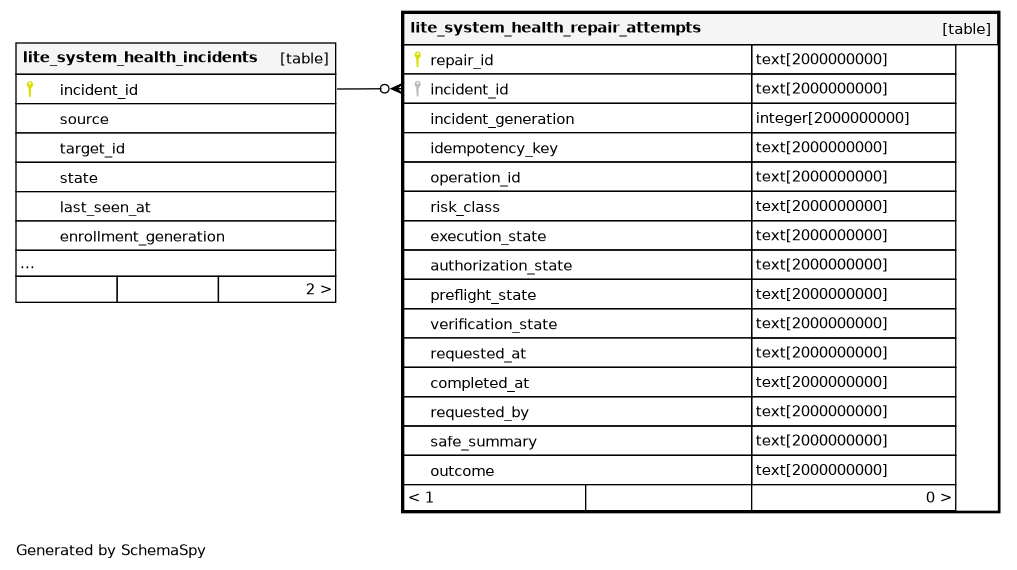 lite_system_health_incidents [table]
incident_id
source
target_id
state
last_seen_at
enrollment_generation
...
2 >
lite_system_health_repair_attempts [table]
repair_id text[2000000000]
incident_id text[2000000000]
incident_generation integer[2000000000]
idempotency_key text[2000000000]
operation_id text[2000000000]
risk_class text[2000000000]
execution_state text[2000000000]
authorization_state text[2000000000]
preflight_state text[2000000000]
verification_state text[2000000000]
requested_at text[2000000000]
completed_at text[2000000000]
requested_by text[2000000000]
safe_summary text[2000000000]
outcome text[2000000000]
< 1 0 >
Generated by SchemaSpy